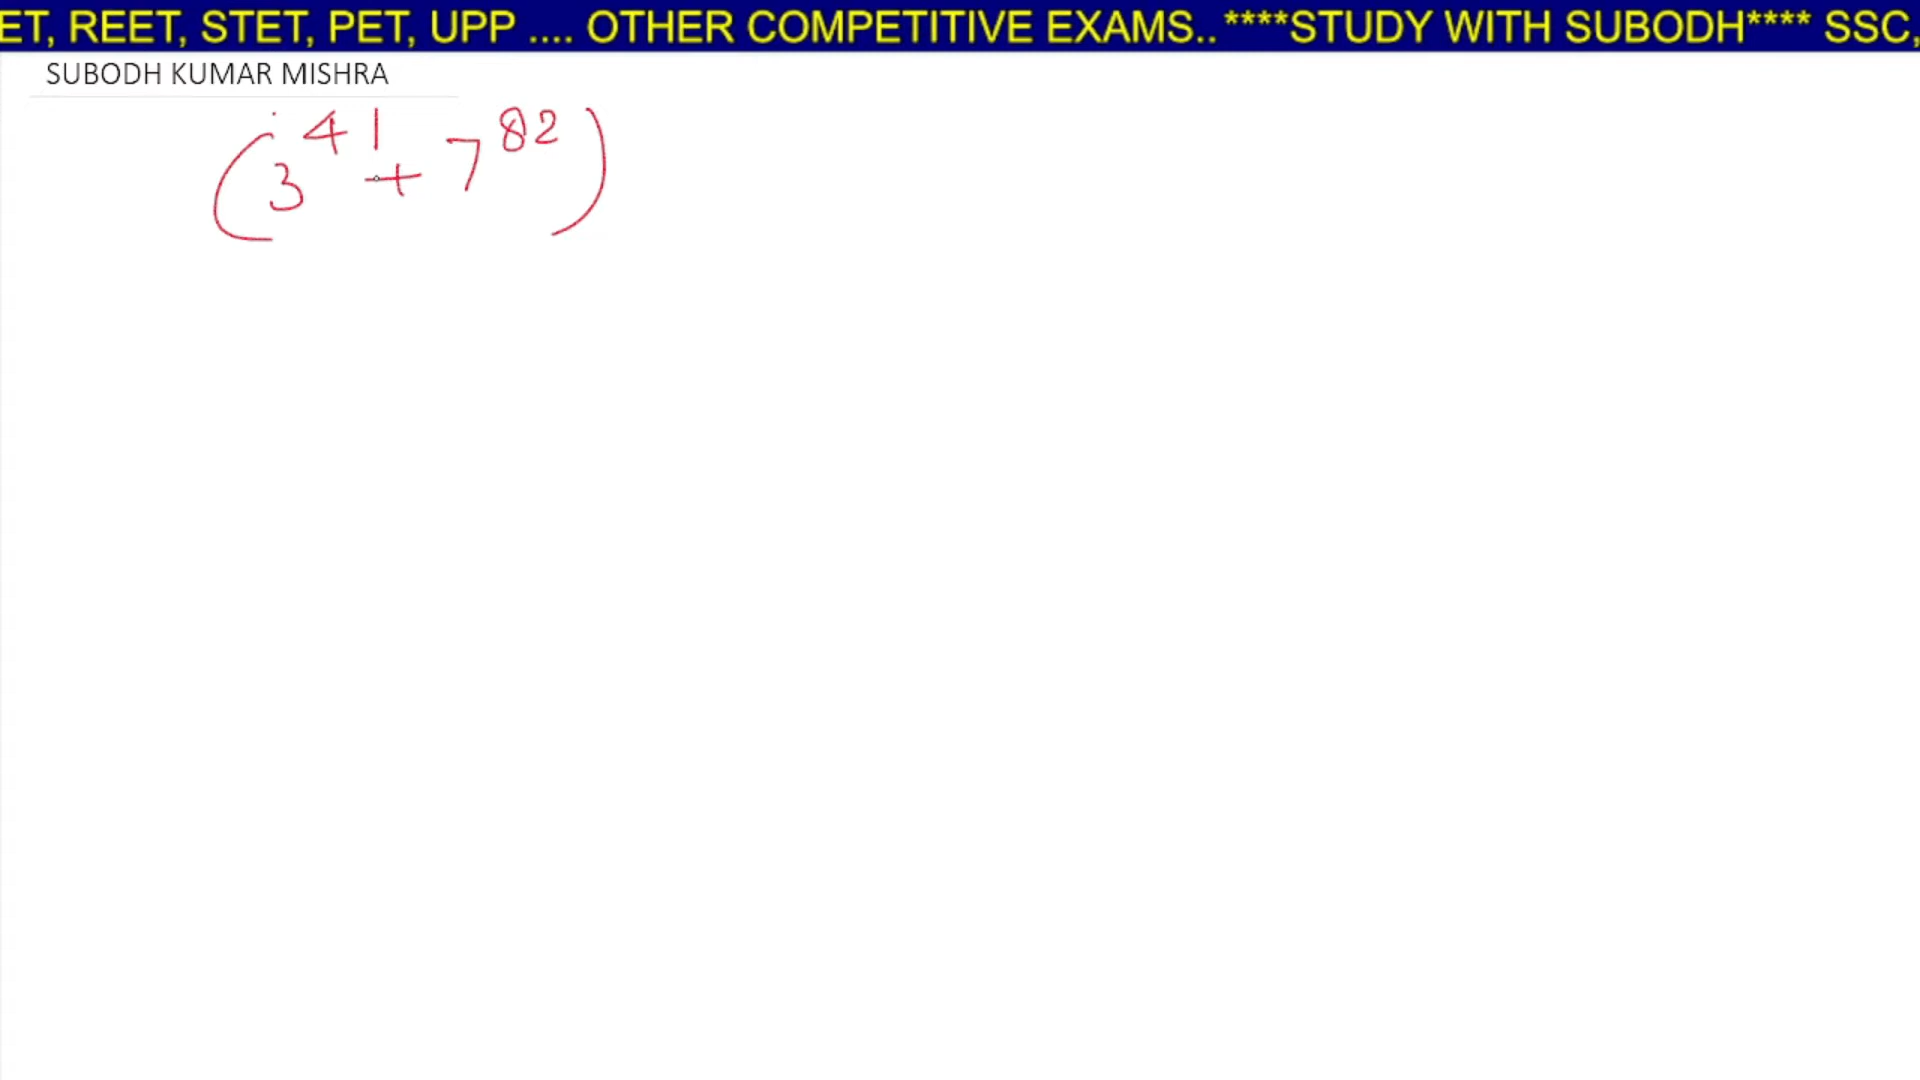 ET, REET, STET, PET, UPP .... OTHER COMPETITIVE EXAMS.. ****STUDY WITH SUBODH**** SSC,
SUBODH KUMAR MISHRA
(3^41 + 7^82)